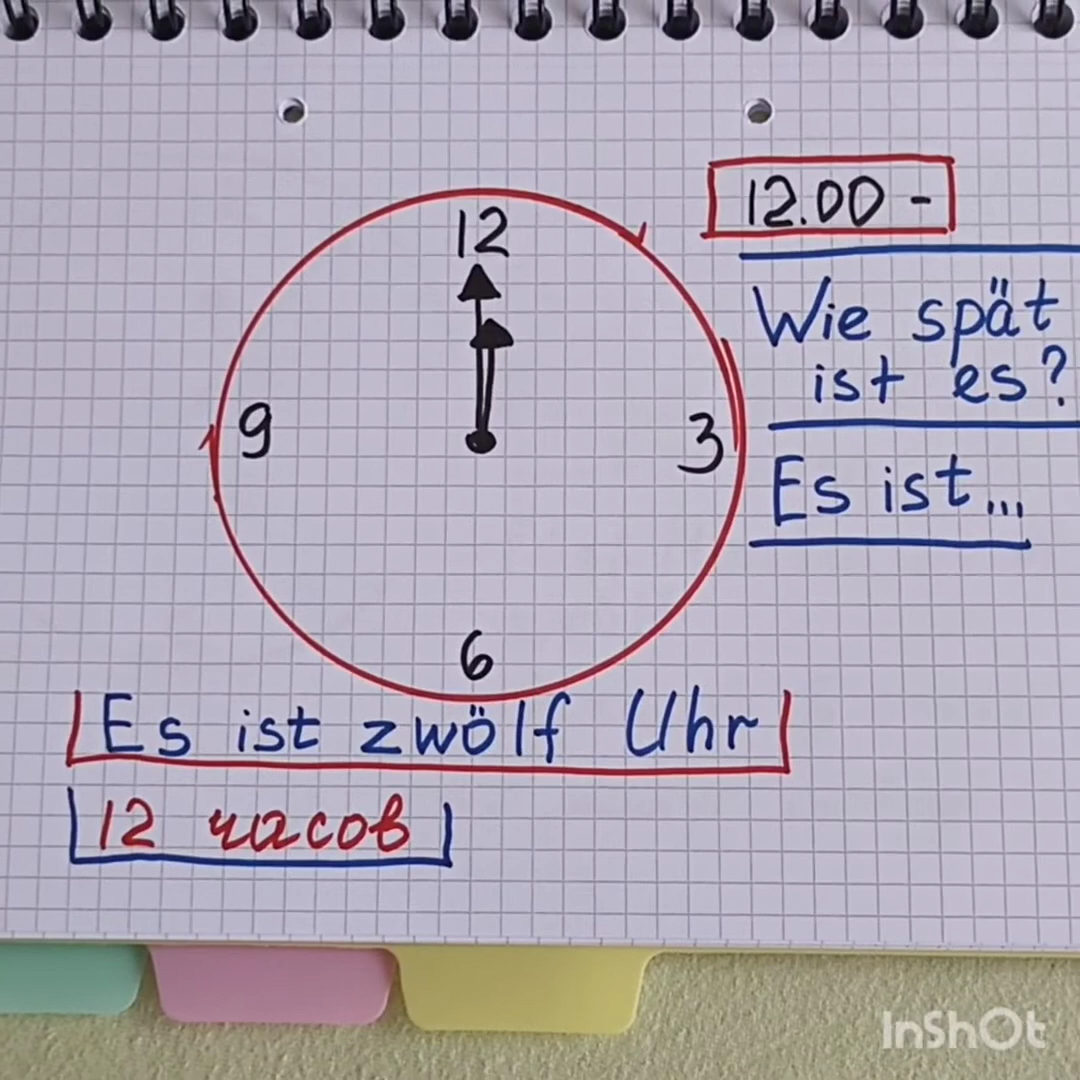 12.00 -
12
Wie spät
ist es?
9
3
Es ist...
6
Es ist zwölf Uhr
12 часов
InShOt